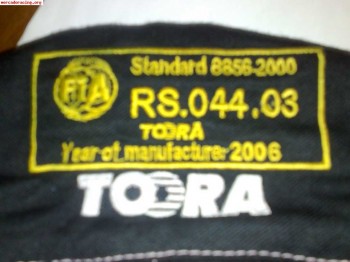 mercadoracing.org
FIA
Standard 8856-2000
RS.044.03
TOORA
Year of manufacture: 2006
TOORA